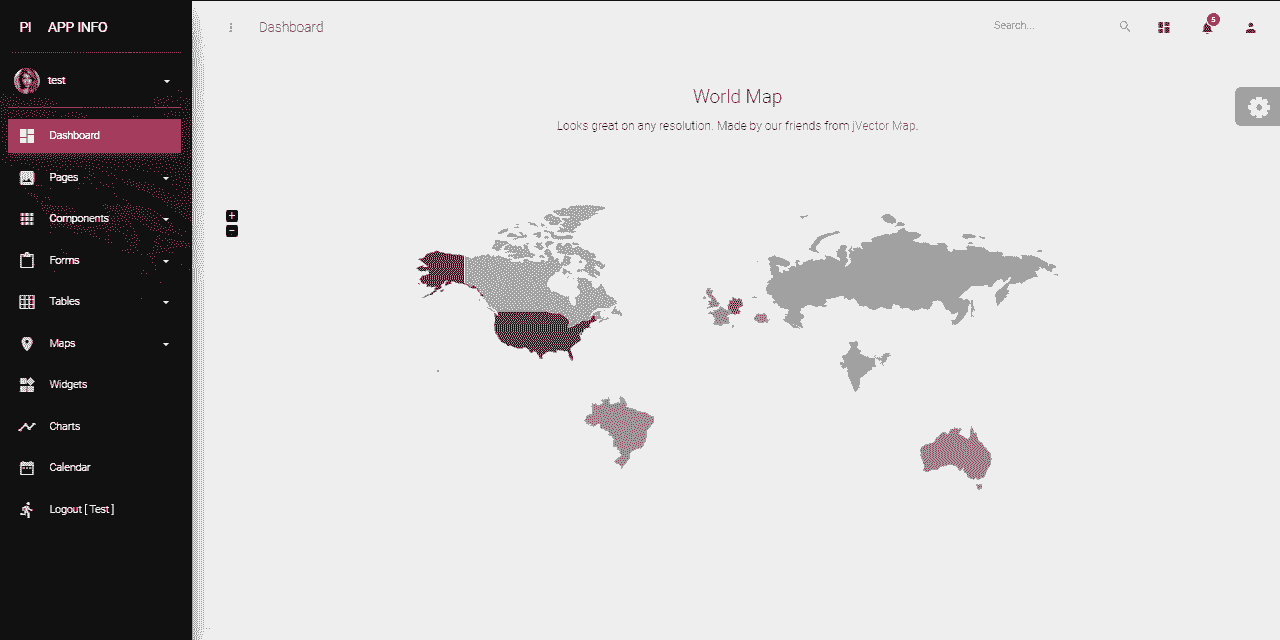 PI APP INFO
test
Dashboard
Pages
Components
Forms
Tables
Maps
Widgets
Charts
Calendar
Logout [ Test ]
Dashboard
Search...
5
World Map
Looks great on any resolution. Made by our friends from jVector Map.
+
−